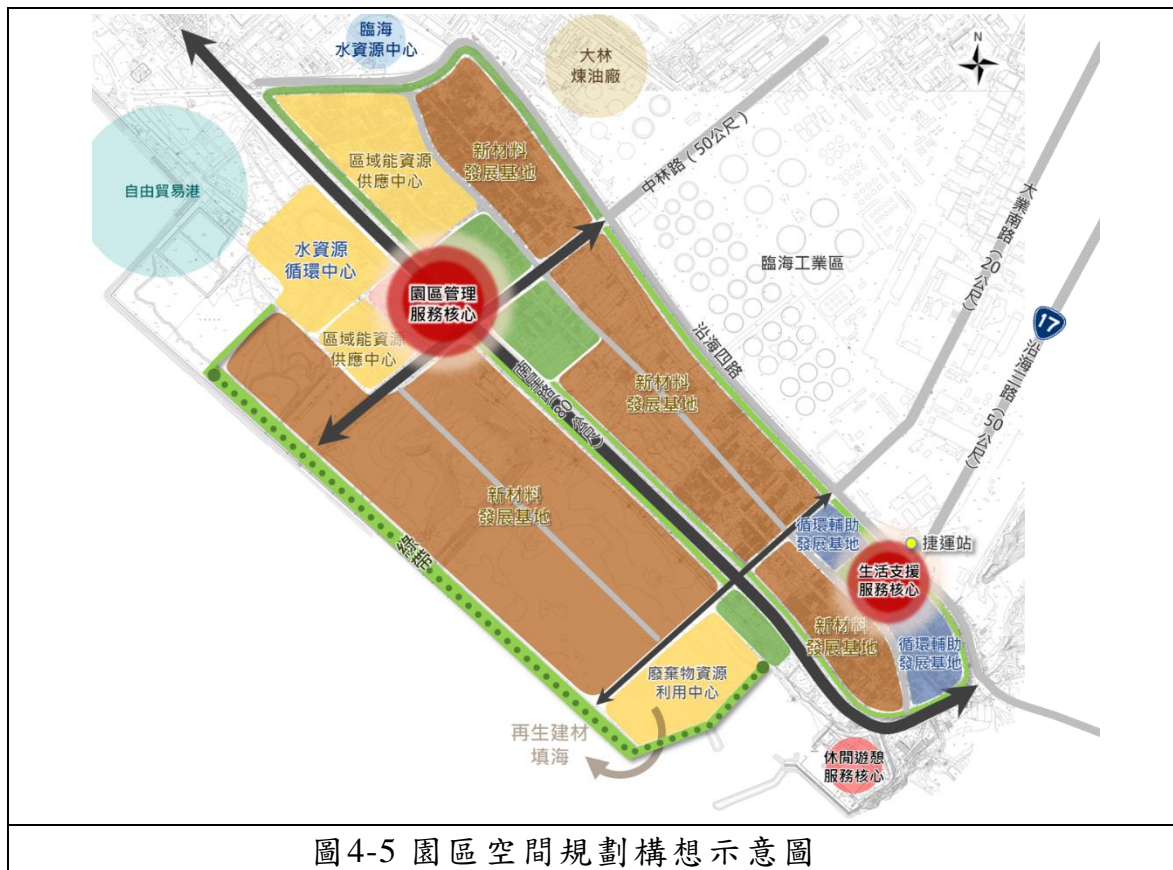 臨海
水資源中心
大林
煉油廠
N
自由貿易港
區域能資源
供應中心
新材料
發展基地
中林路(50公尺)
大業南路(20公尺)
臨海工業區
17
沿海三路(50公尺)
水資源
循環中心
園區管理
服務核心
區域能資源
供應中心
沿海四路
南星路(80公尺)
新材料
發展基地
新材料
發展基地
綠帶
循環輔助
發展基地
捷運站
生活支援
服務核心
新材料
發展基地
循環輔助
發展基地
廢棄物資源
利用中心
再生建材
填海
休閒遊憩
服務核心
圖4-5 園區空間規劃構想示意圖